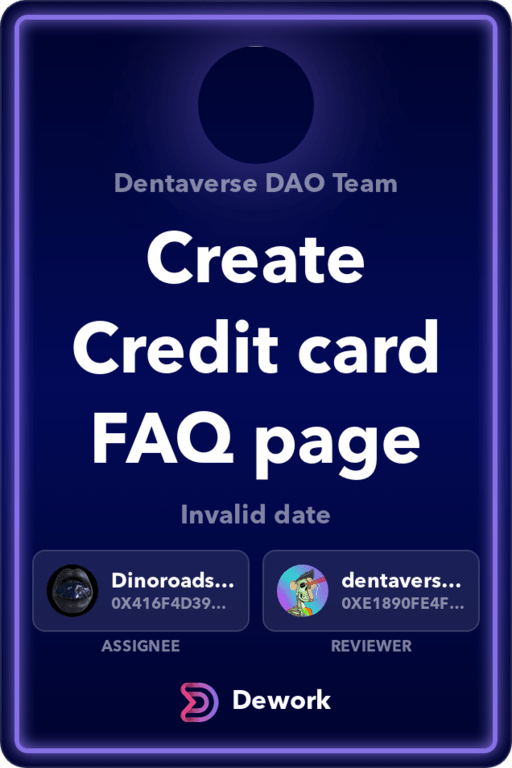 Dentaverse DAO Team
Create
Credit card
FAQ page
Invalid date
Dinoroads...
0X416F4D39...
ASSIGNEE
dentavers...
0XE1890FE4F...
REVIEWER
Dework